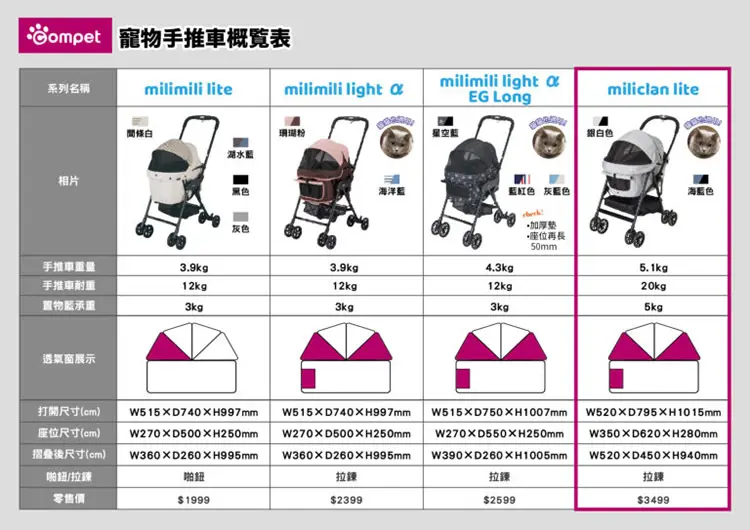 Compet 寵物手推車概覽表
系列名稱 milimili lite milimili light α milimili light α EG Long miliclan lite
相片
間條白
湖水藍
黑色
灰色
珊瑚粉
海洋藍
星空藍
藍紅色 灰藍色
check!
•加厚墊
•座位再長
50mm
銀白色
海藍色
手推車重量 3.9kg 3.9kg 4.3kg 5.1kg
手推車耐重 12kg 12kg 12kg 20kg
置物籃承重 3kg 3kg 3kg 5kg
透氣窗展示
打開尺寸(cm) W515×D740×H997mm W515×D740×H997mm W515×D750×H1007mm W520×D795×H1015mm
座位尺寸(cm) W270×D500×H250mm W270×D500×H250mm W270×D550×H250mm W350×D620×H280mm
摺叠後尺寸(cm) W360×D260×H995mm W360×D260×H995mm W390×D260×H1005mm W520×D450×H940mm
啪鈕/拉鍊 啪鈕 拉鍊 拉鍊 拉鍊
零售價 $1999 $2399 $2599 $3499